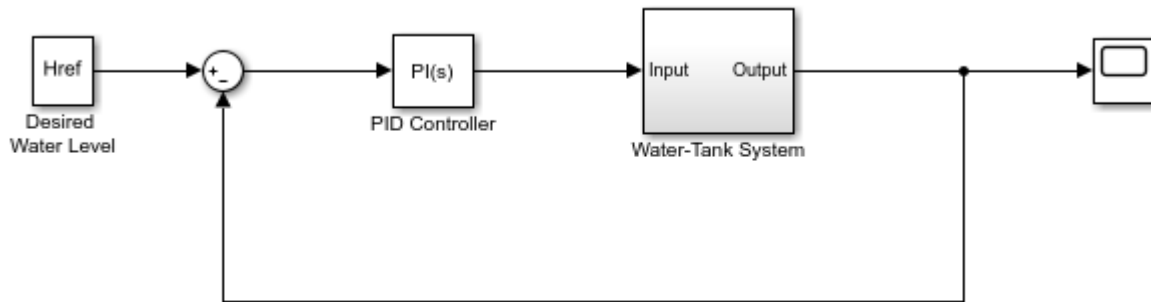 Href
Desired
Water Level
+
−
PI(s)
PID Controller
Input
Output
Water-Tank System